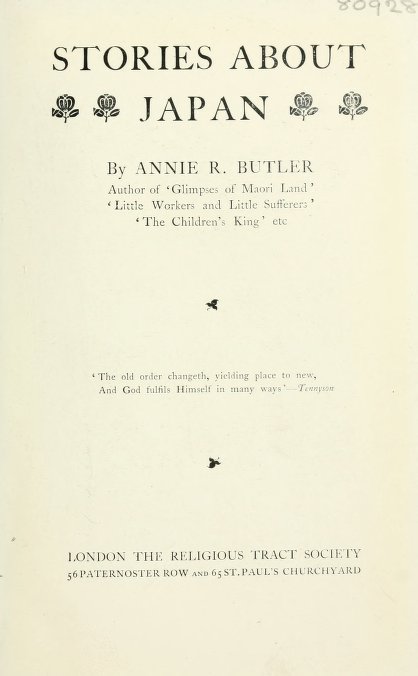 80928
STORIES ABOUT
JAPAN
By ANNIE R. BUTLER
Author of ‘Glimpses of Maori Land’
‘Little Workers and Little Sufferers’
‘The Children's King’ etc
‘The old order changeth, yielding place to new,
And God fulfils Himself in many ways’—Tennyson
LONDON THE RELIGIOUS TRACT SOCIETY
56 PATERNOSTER ROW AND 65 ST. PAUL'S CHURCHYARD